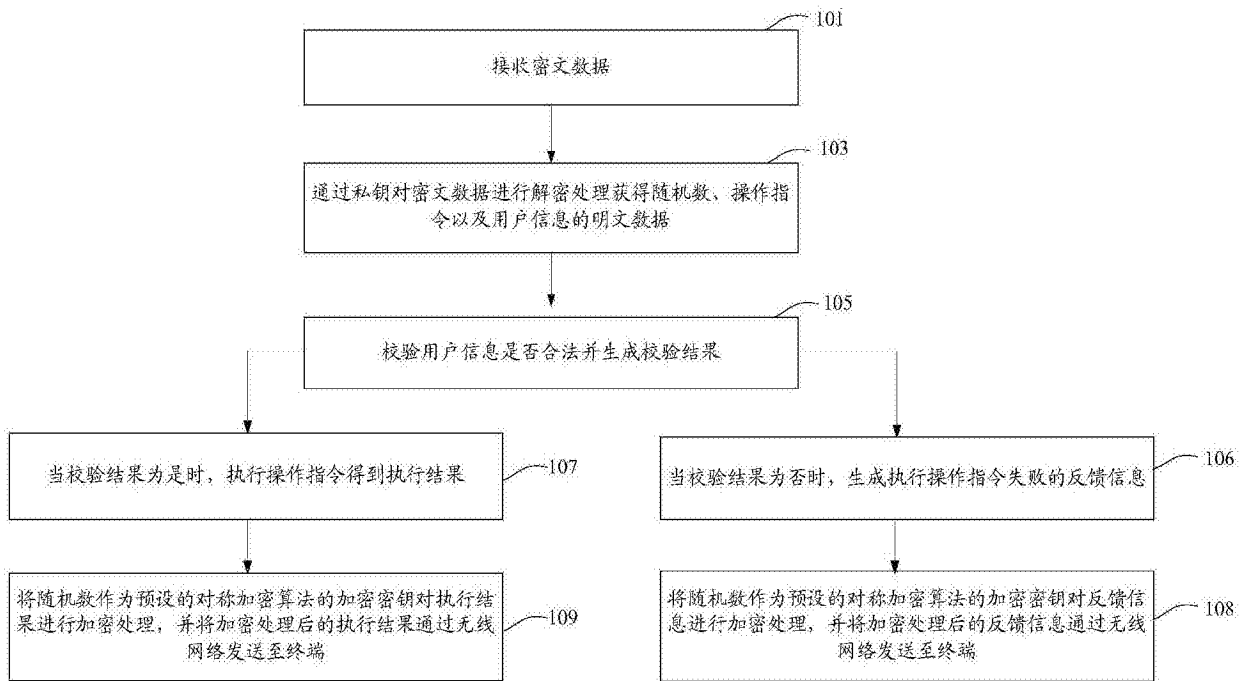 101
接收密文数据
103
通过私钥对密文数据进行解密处理获得随机数、操作指
令以及用户信息的明文数据
105
校验用户信息是否合法并生成校验结果
当校验结果为是时，执行操作指令得到执行结果
107
当校验结果为否时，生成执行操作指令失败的反馈信息
106
将随机数作为预设的对称加密算法的加密密钥对执行结
果进行加密处理，并将加密处理后的执行结果通过无线
网络发送至终端
109
将随机数作为预设的对称加密算法的加密密钥对反馈信
息进行加密处理，并将加密处理后的反馈信息通过无线
网络发送至终端
108